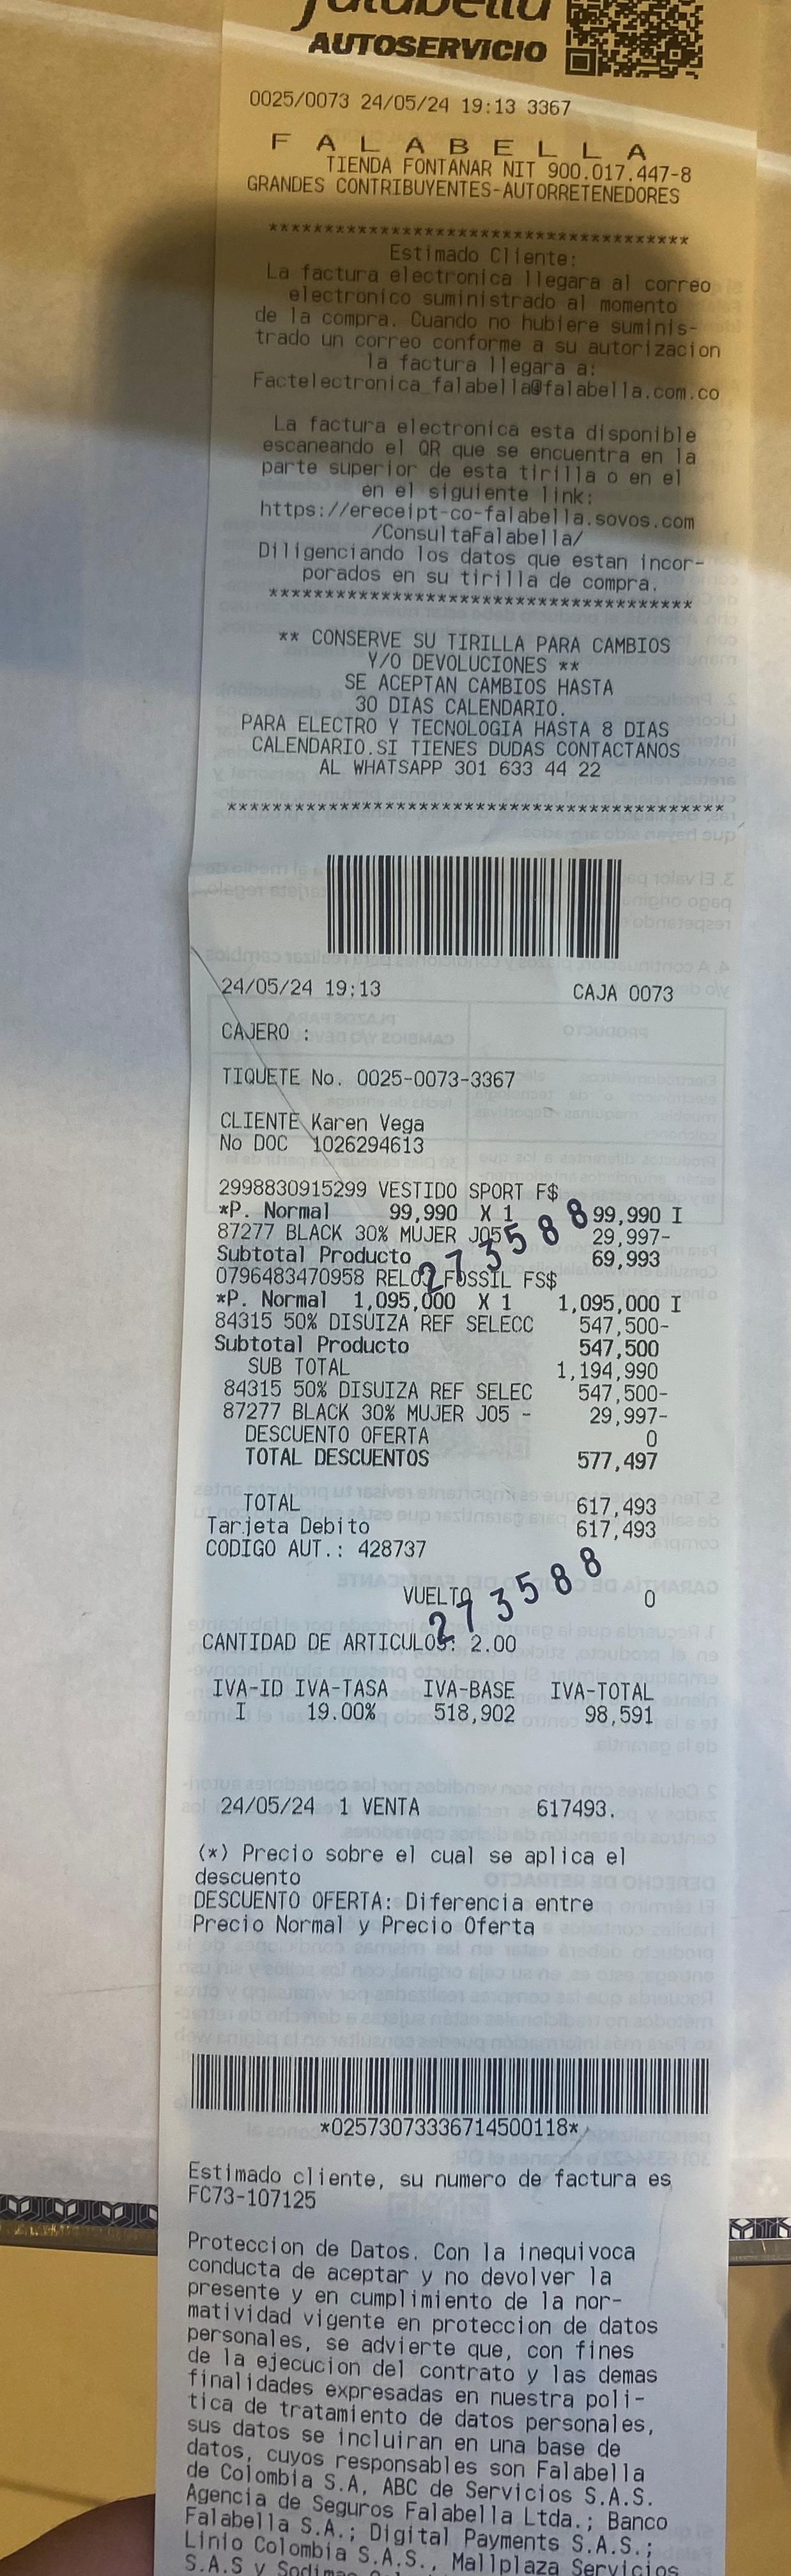 falabella
AUTOSERVICIO
0025/0073 24/05/24 19:13 3367
F A L A B E L L A
TIENDA FONTANAR NIT 900.017.447-8
GRANDES CONTRIBUYENTES-AUTORRETENEDORES
**************************************
Estimado Cliente:
La factura electronica llegara al correo
electronico suministrado al momento
de la compra. Cuando no hubiere suminis-
trado un correo conforme a su autorizacion
la factura llegara a:
Factelectronica_falabella@falabella.com.co
La factura electronica esta disponible
escaneando el QR que se encuentra en la
parte superior de esta tirilla o en el
en el siguiente link:
https://ereceipt-co-falabella.sovos.com
/ConsultaFalabella/
Diligenciando los datos que estan incor-
porados en su tirilla de compra.
**************************************
** CONSERVE SU TIRILLA PARA CAMBIOS
Y/O DEVOLUCIONES **
SE ACEPTAN CAMBIOS HASTA
30 DIAS CALENDARIO.
PARA ELECTRO Y TECNOLOGIA HASTA 8 DIAS
CALENDARIO.SI TIENES DUDAS CONTACTANOS
AL WHATSAPP 301 633 44 22
*********************************************
24/05/24 19:13 CAJA 0073
CAJERO :
TIQUETE No. 0025-0073-3367
CLIENTE Karen Vega
No DOC 1026294613
2998830915299 VESTIDO SPORT F$
*P. Normal 99,990 X 1 99,990 I
87277 BLACK 30% MUJER J05 29,997-
273588
Subtotal Producto 69,993
0796483470958 RELOJ FOSSIL FS$
*P. Normal 1,095,000 X 1 1,095,000 I
84315 50% DISUIZA REF SELECC 547,500-
Subtotal Producto 547,500
SUB TOTAL 1,194,990
84315 50% DISUIZA REF SELEC 547,500-
87277 BLACK 30% MUJER J05 - 29,997-
DESCUENTO OFERTA 0
TOTAL DESCUENTOS 577,497
TOTAL 617,493
Tarjeta Debito 617,493
CODIGO AUT.: 428737
VUELTO 0
273588
CANTIDAD DE ARTICULOS: 2.00
IVA-ID IVA-TASA IVA-BASE IVA-TOTAL
I 19.00% 518,902 98,591
24/05/24 1 VENTA 617493.
(*) Precio sobre el cual se aplica el
descuento
DESCUENTO OFERTA: Diferencia entre
Precio Normal y Precio Oferta
*02573073336714500118*
Estimado cliente, su numero de factura es
FC73-107125
Proteccion de Datos. Con la inequivoca
conducta de aceptar y no devolver la
presente y en cumplimiento de la nor-
matividad vigente en proteccion de datos
personales, se advierte que, con fines
de la ejecucion del contrato y las demas
finalidades expresadas en nuestra poli-
tica de tratamiento de datos personales,
sus datos se incluiran en una base de
datos, cuyos responsables son Falabella
de Colombia S.A, ABC de Servicios S.A.S.
Agencia de Seguros Falabella Ltda.; Banco
Falabella S.A.; Digital Payments S.A.S.;
Linio Colombia S.A.S., Mallplaza Servicios
S.A.S y